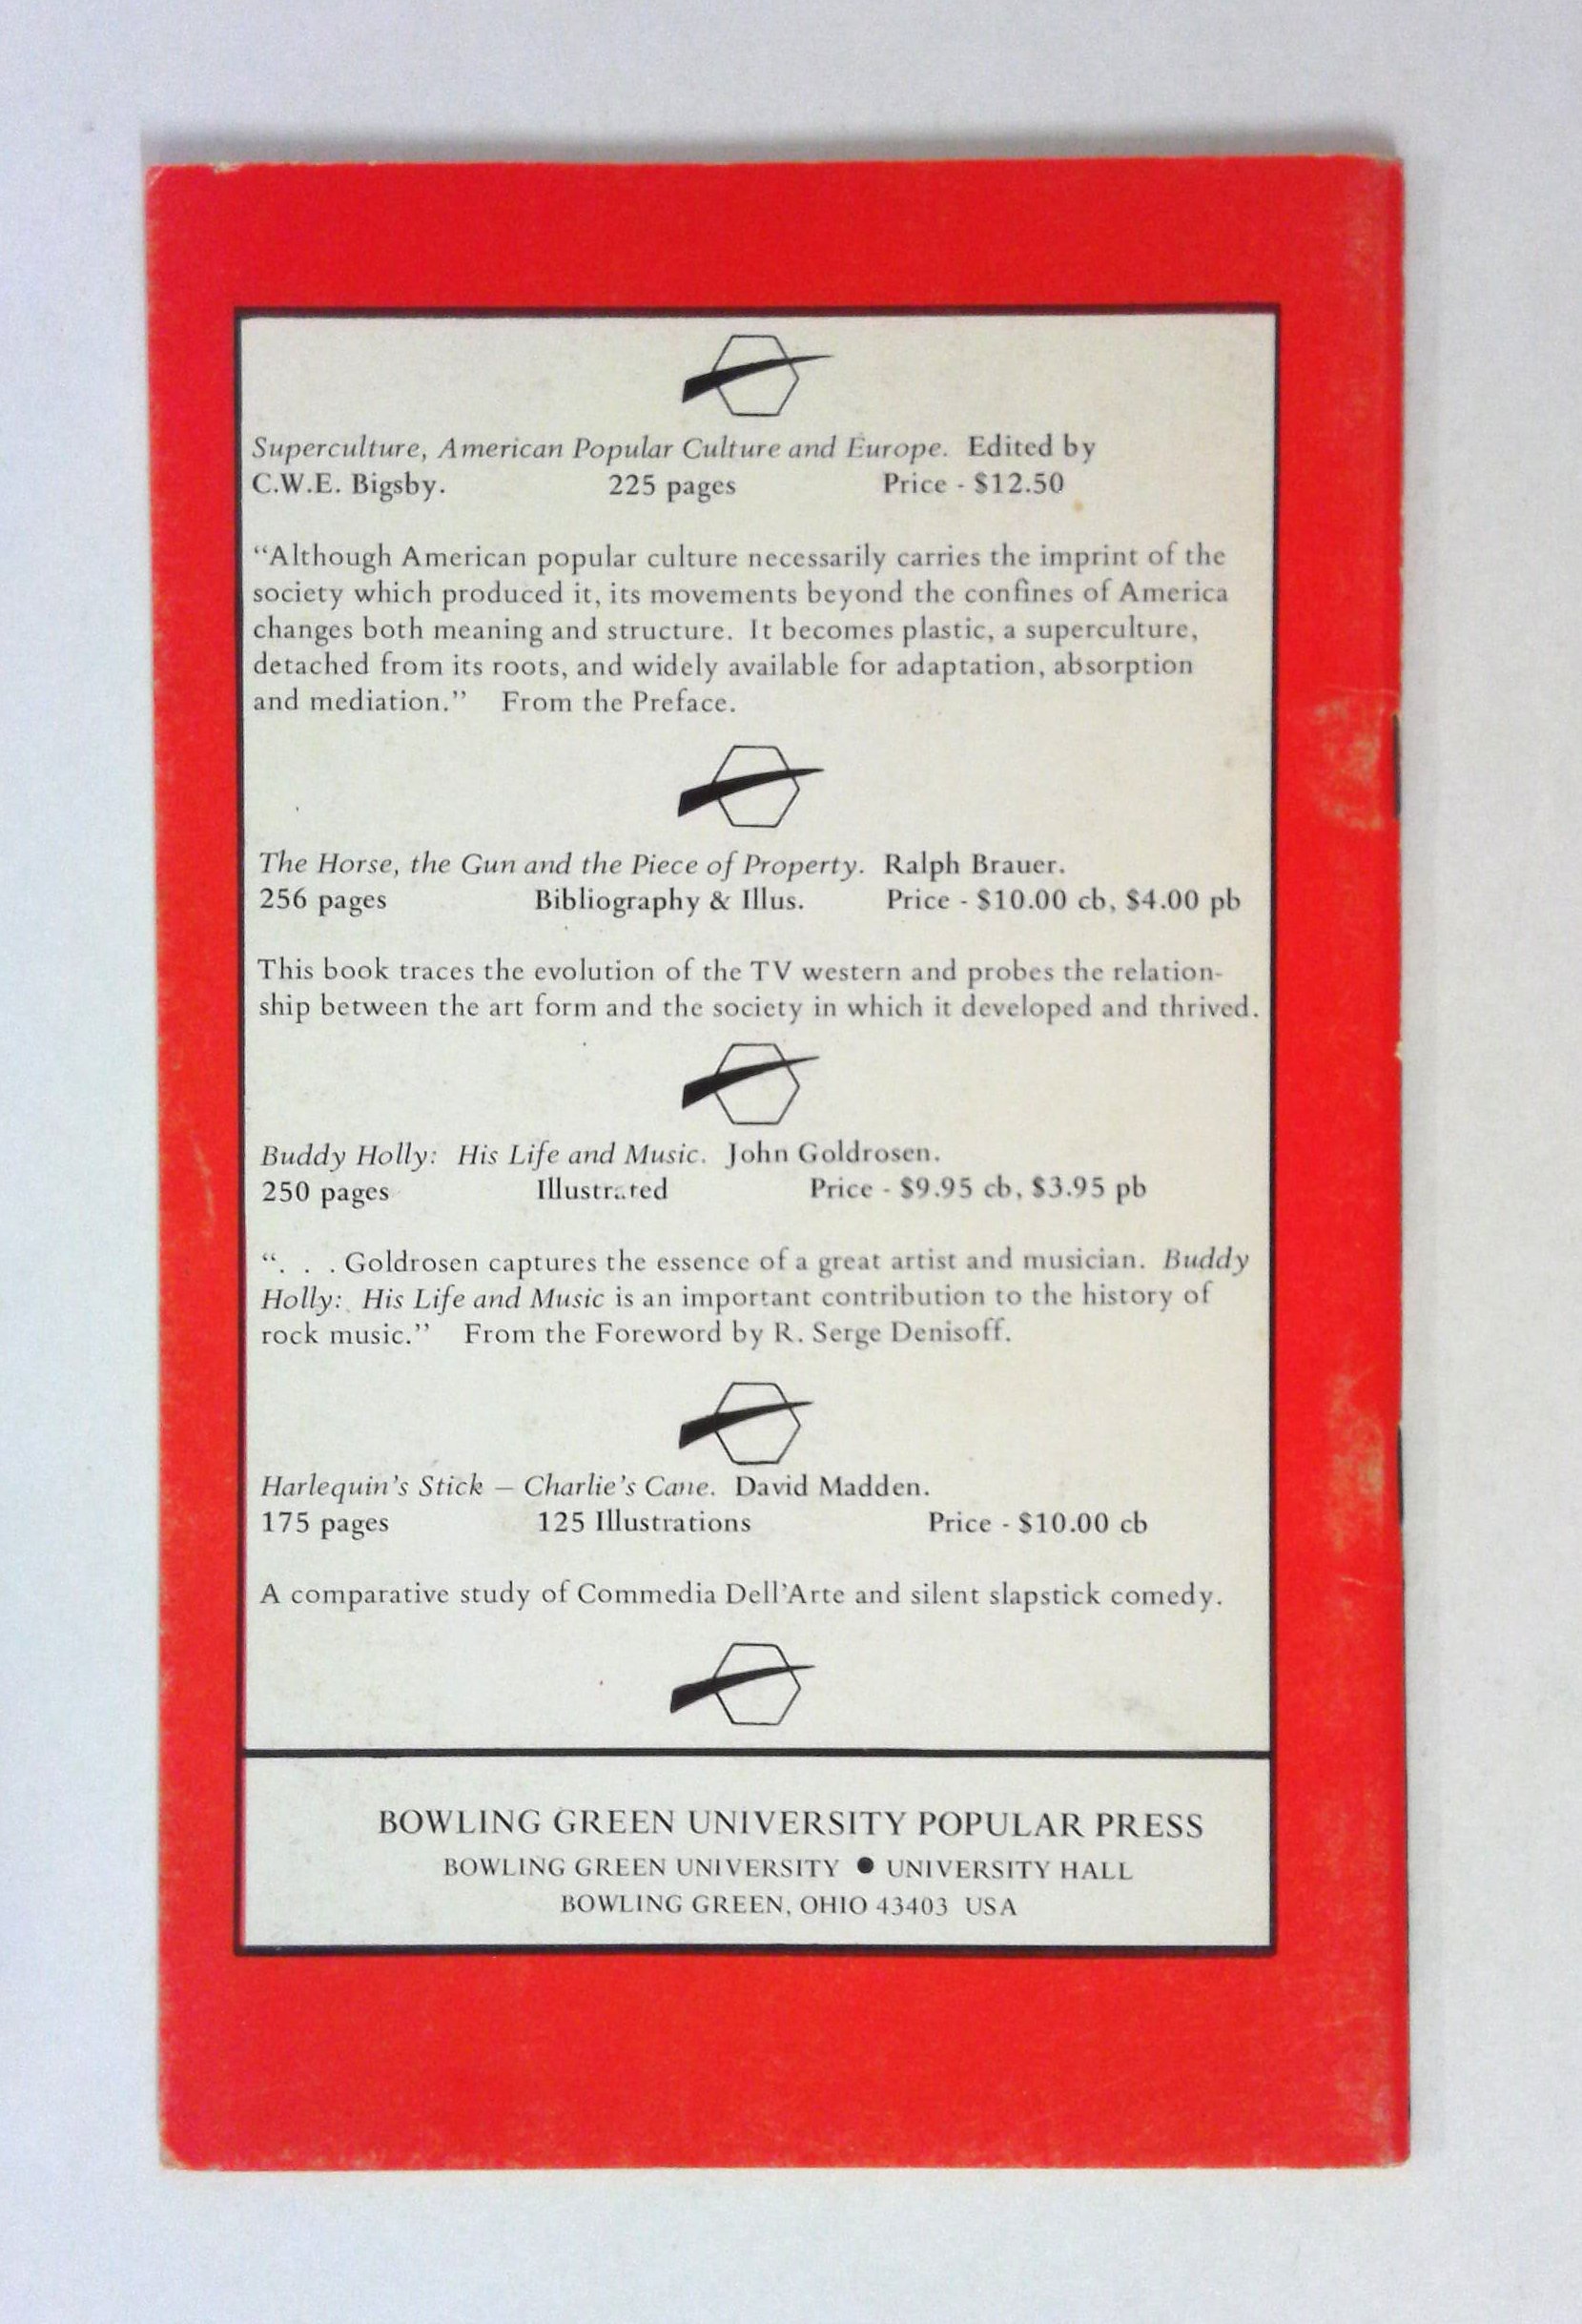 Superculture, American Popular Culture and Europe. Edited by
C.W.E. Bigsby. 225 pages Price - $12.50
“Although American popular culture necessarily carries the imprint of the
society which produced it, its movements beyond the confines of America
changes both meaning and structure. It becomes plastic, a superculture,
detached from its roots, and widely available for adaptation, absorption
and mediation.” From the Preface.
The Horse, the Gun and the Piece of Property. Ralph Brauer.
256 pages Bibliography & Illus. Price - $10.00 cb, $4.00 pb
This book traces the evolution of the TV western and probes the relation-
ship between the art form and the society in which it developed and thrived.
Buddy Holly: His Life and Music. John Goldrosen.
250 pages Illustrated Price - $9.95 cb, $3.95 pb
“. . . Goldrosen captures the essence of a great artist and musician. Buddy
Holly: His Life and Music is an important contribution to the history of
rock music.” From the Foreword by R. Serge Denisoff.
Harlequin’s Stick — Charlie’s Cane. David Madden.
175 pages 125 Illustrations Price - $10.00 cb
A comparative study of Commedia Dell’Arte and silent slapstick comedy.
BOWLING GREEN UNIVERSITY POPULAR PRESS
BOWLING GREEN UNIVERSITY ● UNIVERSITY HALL
BOWLING GREEN, OHIO 43403 USA